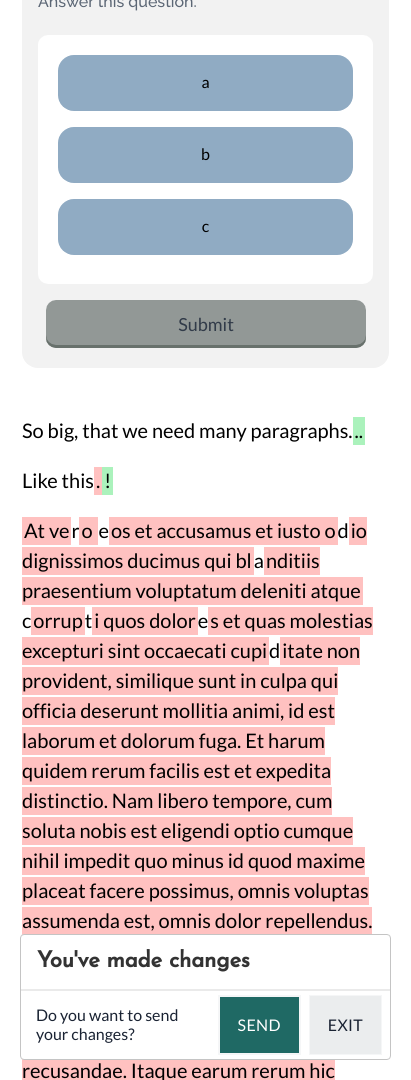 Answer this question.
a
b
c
Submit
So big, that we need many paragraphs...
Like this.!
At vero eos et accusamus et iusto odio
dignissimos ducimus qui blanditiis
praesentium voluptatum deleniti atque
corrupti quos dolores et quas molestias
excepturi sint occaecati cupiditate non
provident, similique sunt in culpa qui
officia deserunt mollitia animi, id est
laborum et dolorum fuga. Et harum
quidem rerum facilis est et expedita
distinctio. Nam libero tempore, cum
soluta nobis est eligendi optio cumque
nihil impedit quo minus id quod maxime
placeat facere possimus, omnis voluptas
assumenda est, omnis dolor repellendus.
You've made changes
Do you want to send
your changes?
SEND
EXIT
recusandae. Itaque earum rerum hic